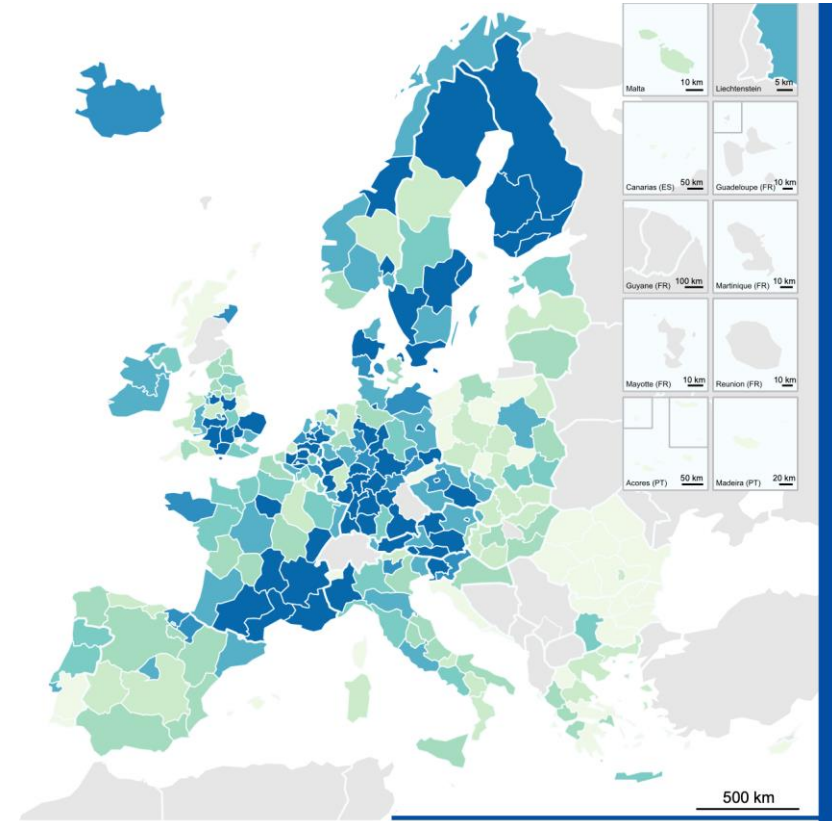 10 km
Malta
5 km
Liechtenstein
50 km
Canarias (ES)
10 km
Guadeloupe (FR)
100 km
Guyane (FR)
10 km
Martinique (FR)
10 km
Mayotte (FR)
10 km
Reunion (FR)
50 km
Acores (PT)
20 km
Madeira (PT)
500 km